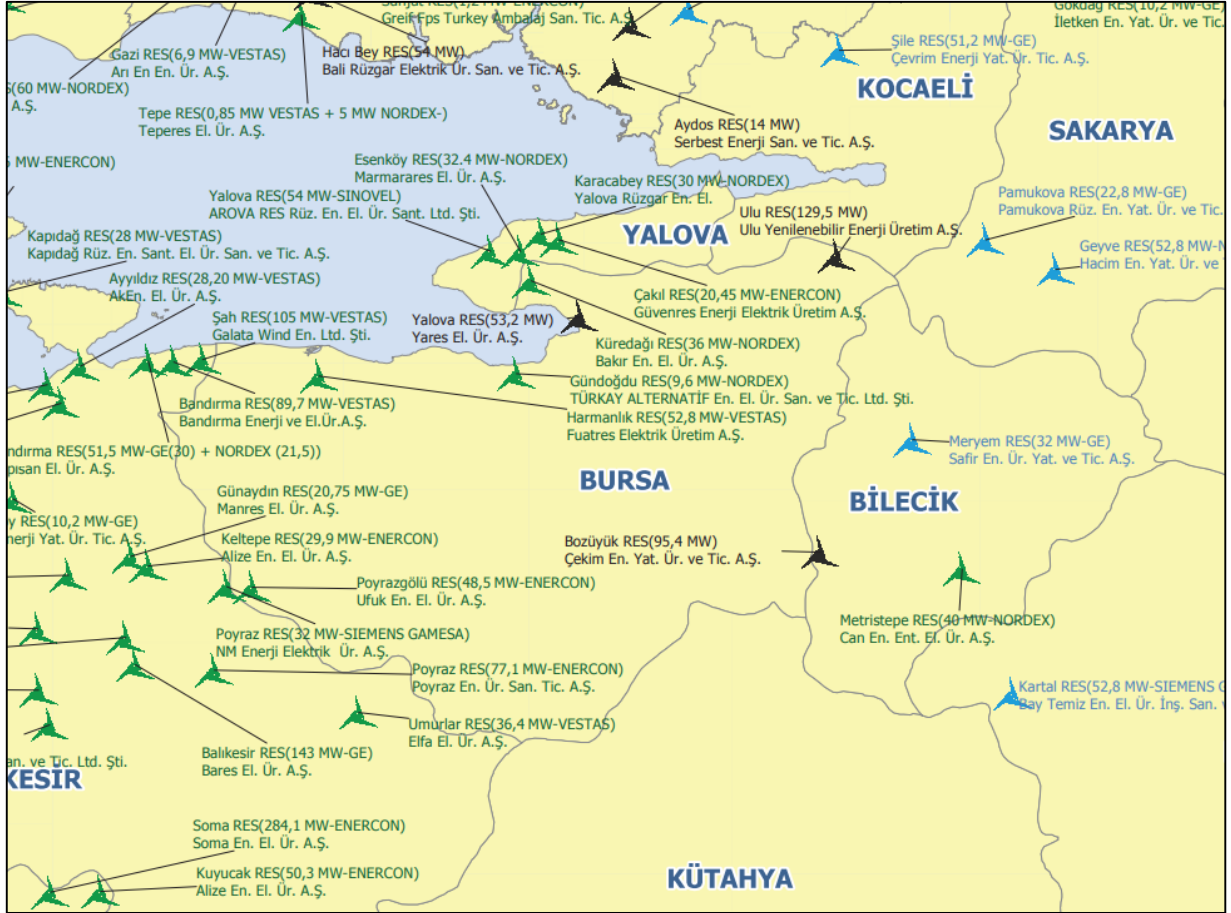 Greif Fps Turkey Ambalaj San. Tic. A.Ş.
İletken En. Yat. Ür. ve Tic.
Gazi RES(6,9 MW-VESTAS)
Arı En En. Ür. A.Ş.
Hacı Bey RES(54 MW)
Bali Rüzgar Elektrik Ür. San. ve Tic. A.Ş.
Şile RES(51,2 MW-GE)
Çevrim Enerji Yat. Ür. Tic. A.Ş.
KOCAELİ
(60 MW-NORDEX)
A.Ş.
Tepe RES(0,85 MW VESTAS + 5 MW NORDEX-)
Teperes El. Ür. A.Ş.
Aydos RES(14 MW)
Serbest Enerji San. ve Tic. A.Ş.
SAKARYA
MW-ENERCON)
Esenköy RES(32.4 MW-NORDEX)
Marmarares El. Ür. A.Ş.
Karacabey RES(30 MW-NORDEX)
Yalova Rüzgar En. El.
Yalova RES(54 MW-SINOVEL)
AROVA RES Rüz. En. El. Ür. Sant. Ltd. Şti.
Pamukova RES(22,8 MW-GE)
Pamukova Rüz. En. Yat. Ür. ve Tic.
Ulu RES(129,5 MW)
Ulu Yenilenebilir Enerji Üretim A.Ş.
YALOVA
Kapıdağ RES(28 MW-VESTAS)
Kapıdağ Rüz. En. Sant. El. Ür. San. ve Tic. A.Ş.
Geyve RES(52,8 MW-N
Hacim En. Yat. Ür. ve
Ayyıldız RES(28,20 MW-VESTAS)
AkEn. El. Ür. A.Ş.
Çakıl RES(20,45 MW-ENERCON)
Güvenres Enerji Elektrik Üretim A.Ş.
Şah RES(105 MW-VESTAS)
Galata Wind En. Ltd. Şti.
Yalova RES(53,2 MW)
Yares El. Ür. A.Ş.
Küredağı RES(36 MW-NORDEX)
Bakır En. El. Ür. A.Ş.
Gündoğdu RES(9,6 MW-NORDEX)
TÜRKAY ALTERNATİF En. El. Ür. San. ve Tic. Ltd. Şti.
Bandırma RES(89,7 MW-VESTAS)
Bandırma Enerji ve El.Ür.A.Ş.
Harmanlık RES(52,8 MW-VESTAS)
Fuatres Elektrik Üretim A.Ş.
Meryem RES(32 MW-GE)
Safir En. Ür. Yat. ve Tic. A.Ş.
ndırma RES(51,5 MW-GE(30) + NORDEX (21,5))
pısan El. Ür. A.Ş.
BURSA
BİLECİK
Günaydın RES(20,75 MW-GE)
Manres El. Ür. A.Ş.
y RES(10,2 MW-GE)
nerji Yat. Ür. Tic. A.Ş.
Keltepe RES(29,9 MW-ENERCON)
Alize En. El. Ür. A.Ş.
Bozüyük RES(95,4 MW)
Çekim En. Yat. Ür. ve Tic. A.Ş.
Poyrazgölü RES(48,5 MW-ENERCON)
Ufuk En. El. Ür. A.Ş.
Metristepe RES(40 MW-NORDEX)
Can En. Ent. El. Ür. A.Ş.
Poyraz RES(32 MW-SIEMENS GAMESA)
NM Enerji Elektrik Ür. A.Ş.
Poyraz RES(77,1 MW-ENERCON)
Poyraz En. Ür. San. Tic. A.Ş.
Kartal RES(52,8 MW-SIEMENS G
Bay Temiz En. El. Ür. İnş. San.
Umurlar RES(36,4 MW-VESTAS)
Elfa El. Ür. A.Ş.
Balıkesir RES(143 MW-GE)
Bares El. Ür. A.Ş.
an. ve Tic. Ltd. Şti.
KESİR
Soma RES(284,1 MW-ENERCON)
Soma En. El. Ür. A.Ş.
Kuyucak RES(50,3 MW-ENERCON)
Alize En. El. Ür. A.Ş.
KÜTAHYA